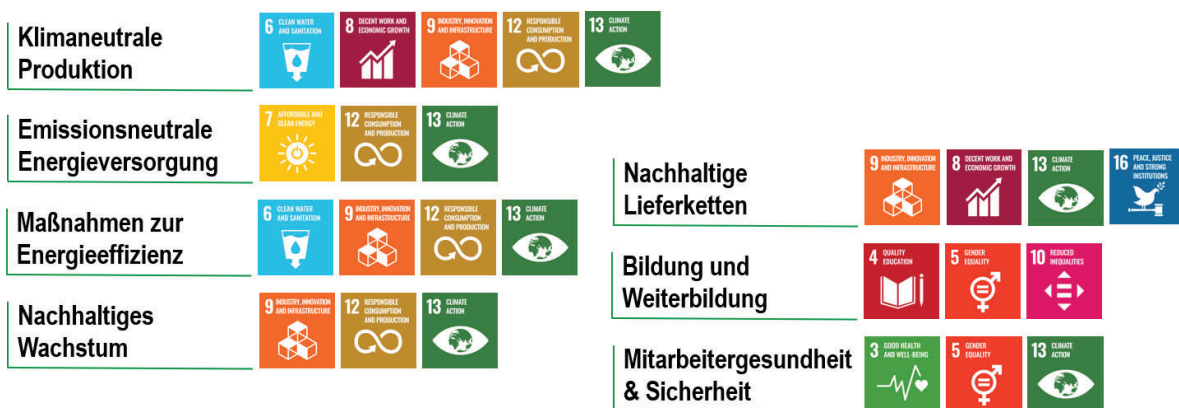 Klimaneutrale
Produktion
6 CLEAN WATER
AND SANITATION
8 DECENT WORK AND
ECONOMIC GROWTH
9 INDUSTRY, INNOVATION
AND INFRASTRUCTURE
12 RESPONSIBLE
CONSUMPTION
AND PRODUCTION
13 CLIMATE
ACTION
Emissionsneutrale
Energieversorgung
7 AFFORDABLE AND
CLEAN ENERGY
12 RESPONSIBLE
CONSUMPTION
AND PRODUCTION
13 CLIMATE
ACTION
Maßnahmen zur
Energieeffizienz
6 CLEAN WATER
AND SANITATION
9 INDUSTRY, INNOVATION
AND INFRASTRUCTURE
12 RESPONSIBLE
CONSUMPTION
AND PRODUCTION
13 CLIMATE
ACTION
Nachhaltiges
Wachstum
9 INDUSTRY, INNOVATION
AND INFRASTRUCTURE
12 RESPONSIBLE
CONSUMPTION
AND PRODUCTION
13 CLIMATE
ACTION
Nachhaltige
Lieferketten
9 INDUSTRY, INNOVATION
AND INFRASTRUCTURE
8 DECENT WORK AND
ECONOMIC GROWTH
13 CLIMATE
ACTION
16 PEACE, JUSTICE
AND STRONG
INSTITUTIONS
Bildung und
Weiterbildung
4 QUALITY
EDUCATION
5 GENDER
EQUALITY
10 REDUCED
INEQUALITIES
Mitarbeitergesundheit
& Sicherheit
3 GOOD HEALTH
AND WELL-BEING
5 GENDER
EQUALITY
13 CLIMATE
ACTION